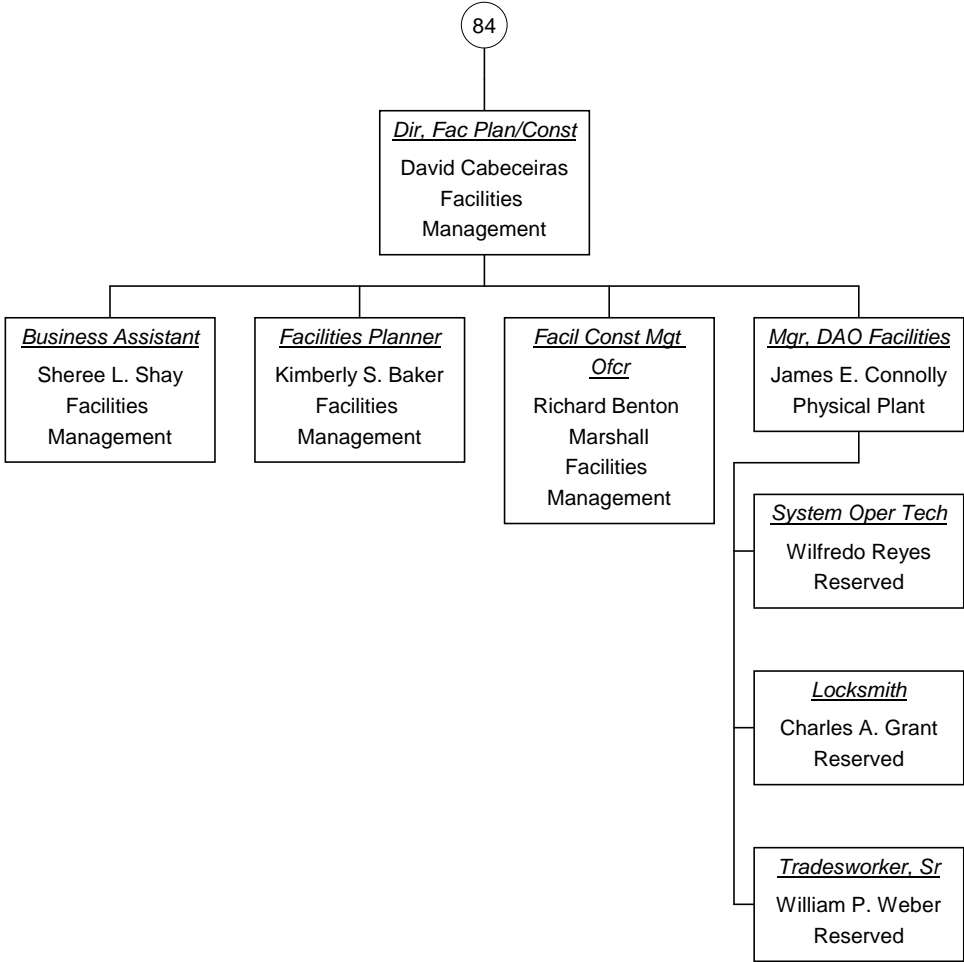 84
Dir, Fac Plan/Const
David Cabeceiras
Facilities
Management
Business Assistant
Sheree L. Shay
Facilities
Management
Facilities Planner
Kimberly S. Baker
Facilities
Management
Facil Const Mgt
Ofcr
Richard Benton
Marshall
Facilities
Management
Mgr, DAO Facilities
James E. Connolly
Physical Plant
System Oper Tech
Wilfredo Reyes
Reserved
Locksmith
Charles A. Grant
Reserved
Tradesworker, Sr
William P. Weber
Reserved